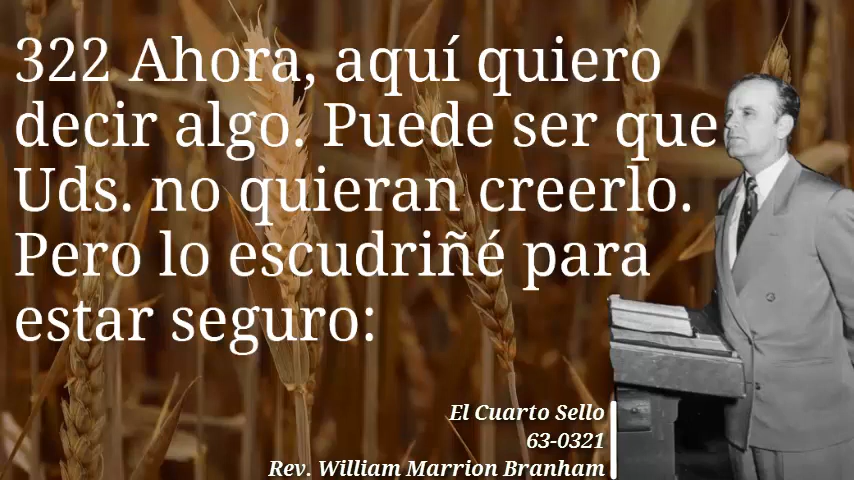 322 Ahora, aquí quiero
decir algo. Puede ser que
Uds. no quieran creerlo.
Pero lo escudriñé para
estar seguro:
El Cuarto Sello
63-0321
Rev. William Marrion Branham